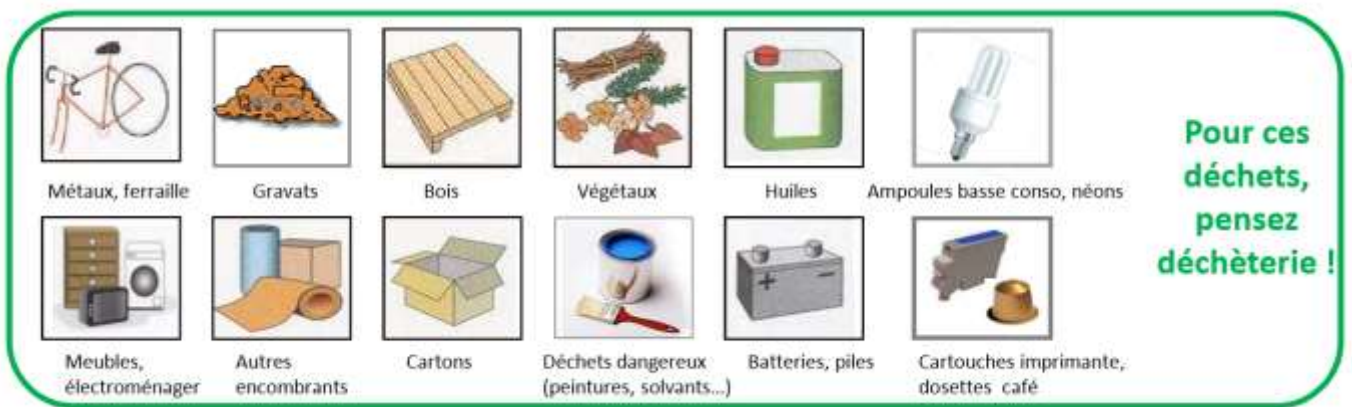 Métaux, ferraille
Gravats
Bois
Végétaux
Huiles
Ampoules basse conso, néons
Meubles,
électroménager
Autres
encombrants
Cartons
Déchets dangereux
(peintures, solvants...)
Batteries, piles
Cartouches imprimante,
dosettes café
Pour ces
déchets,
pensez
déchèterie !